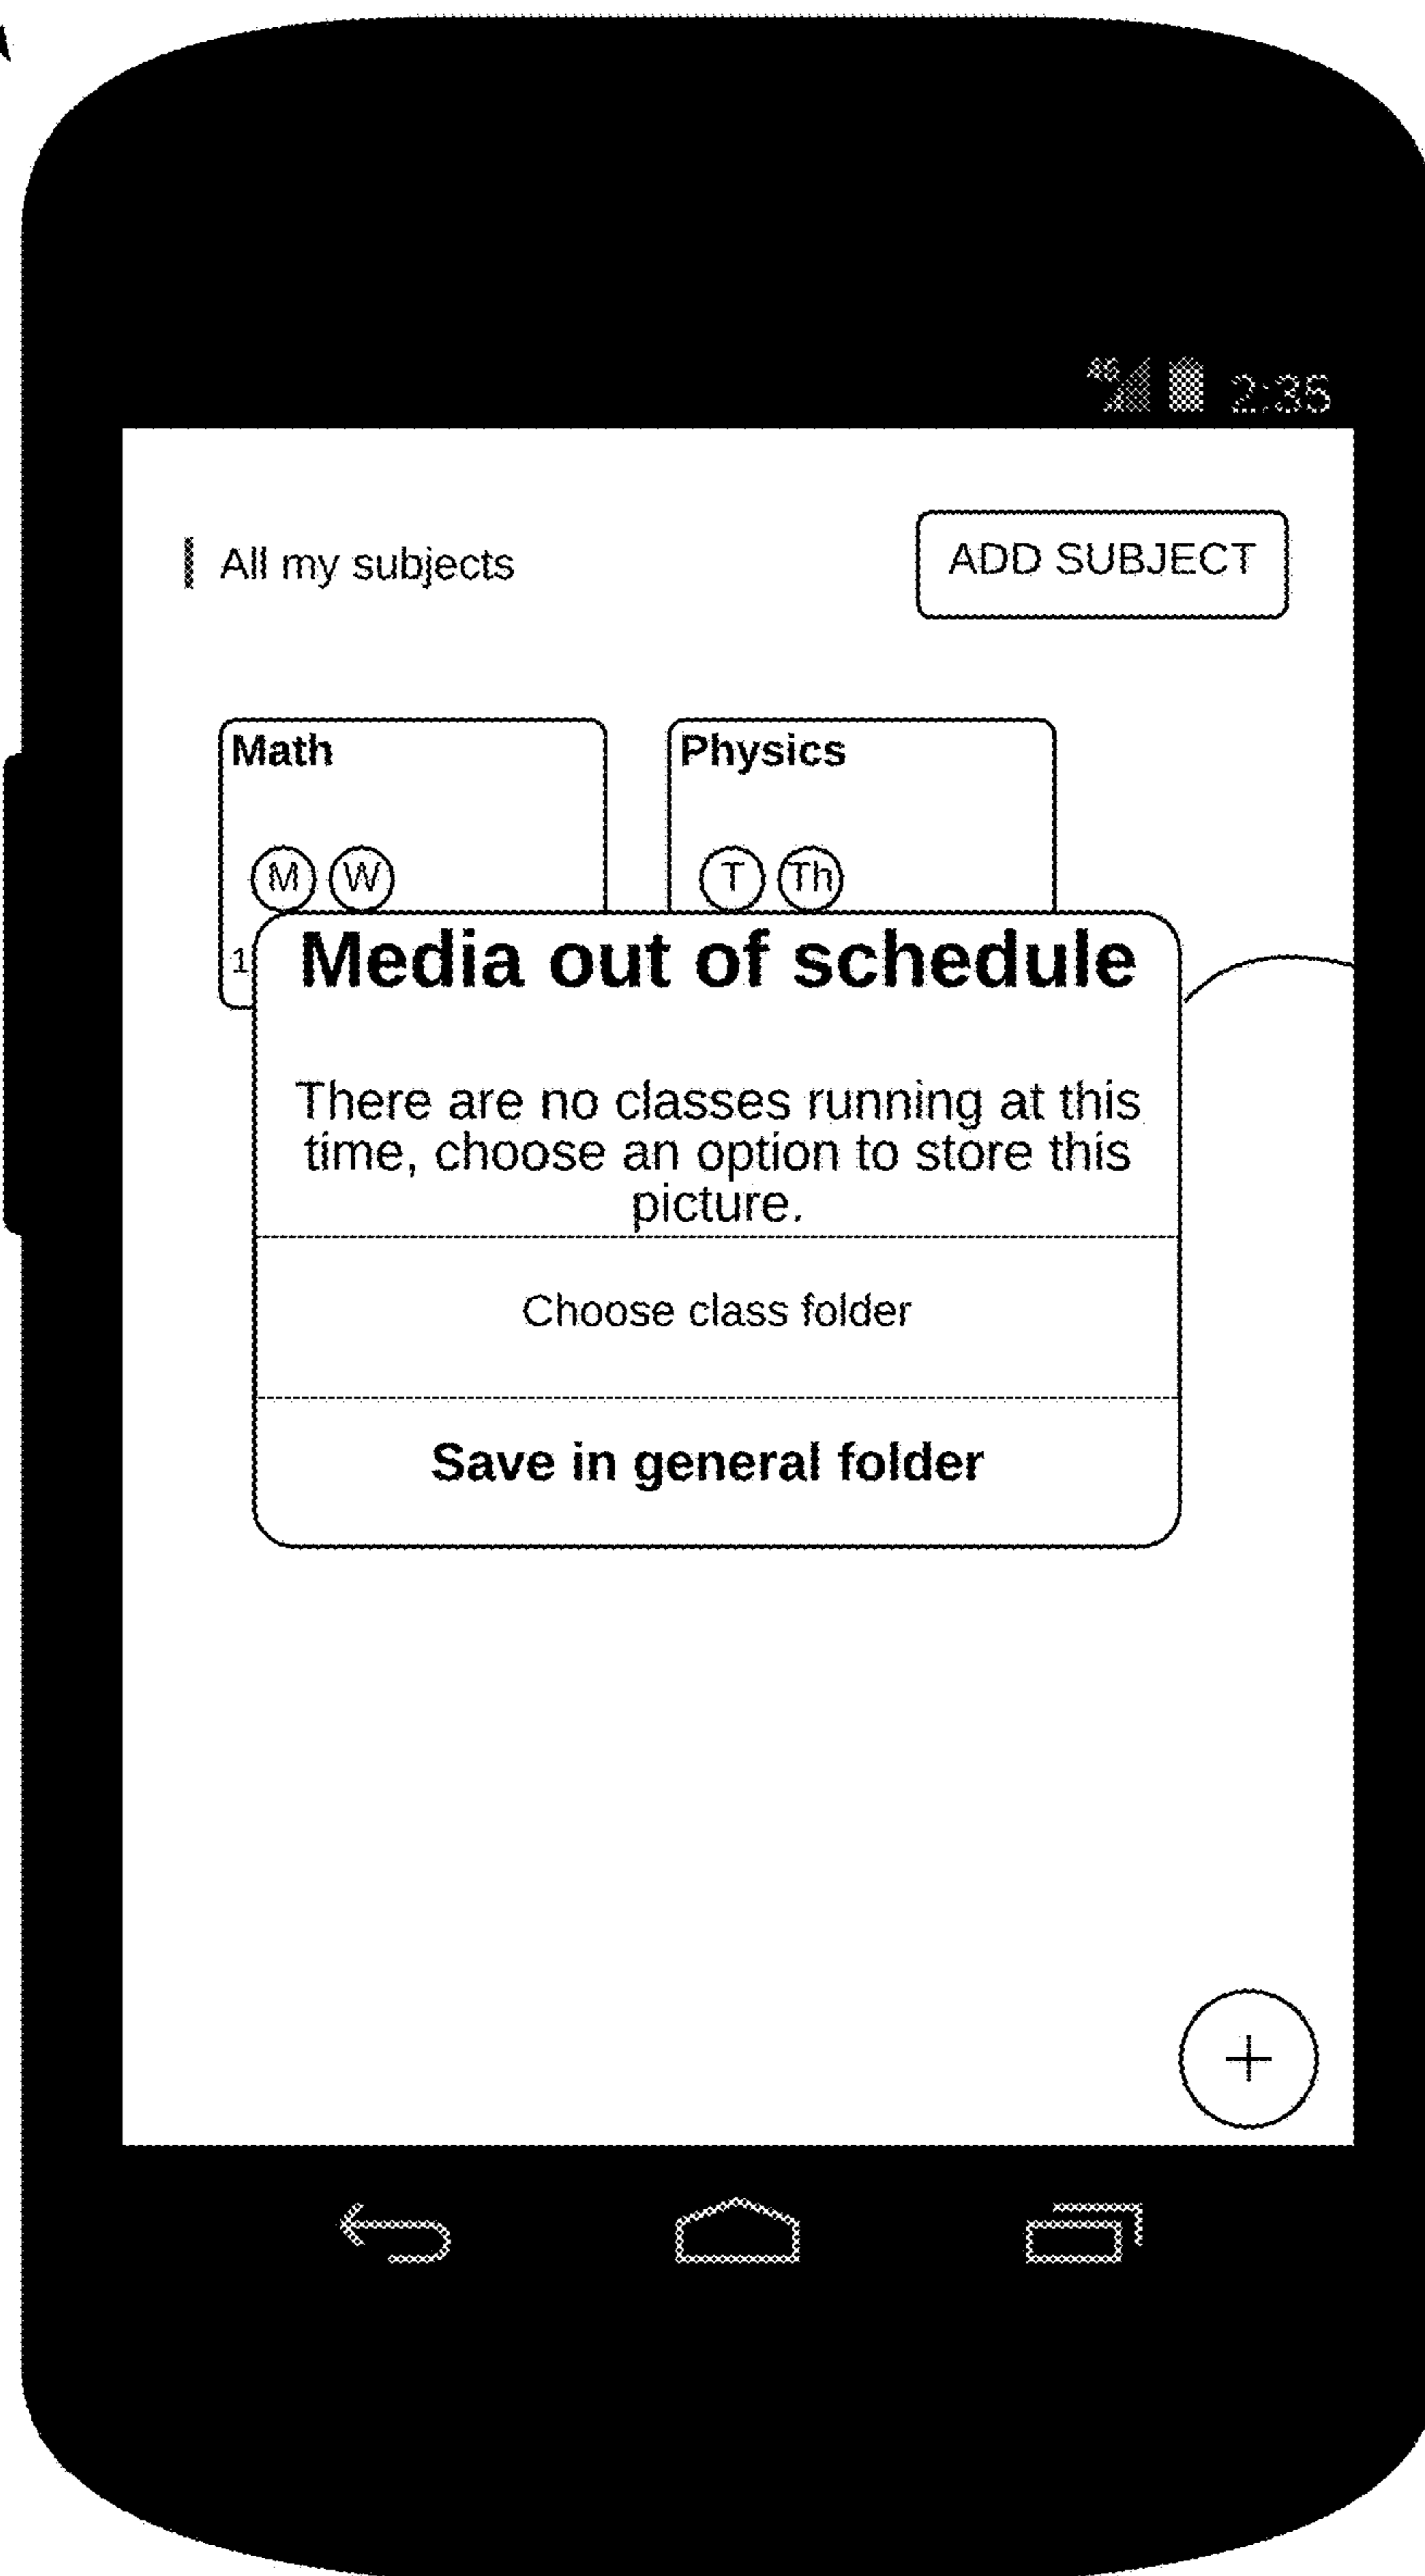 2:35
All my subjects
ADD SUBJECT
Math
Physics
M W
T Th
1
Media out of schedule
There are no classes running at this
time, choose an option to store this
picture.
Choose class folder
Save in general folder
+